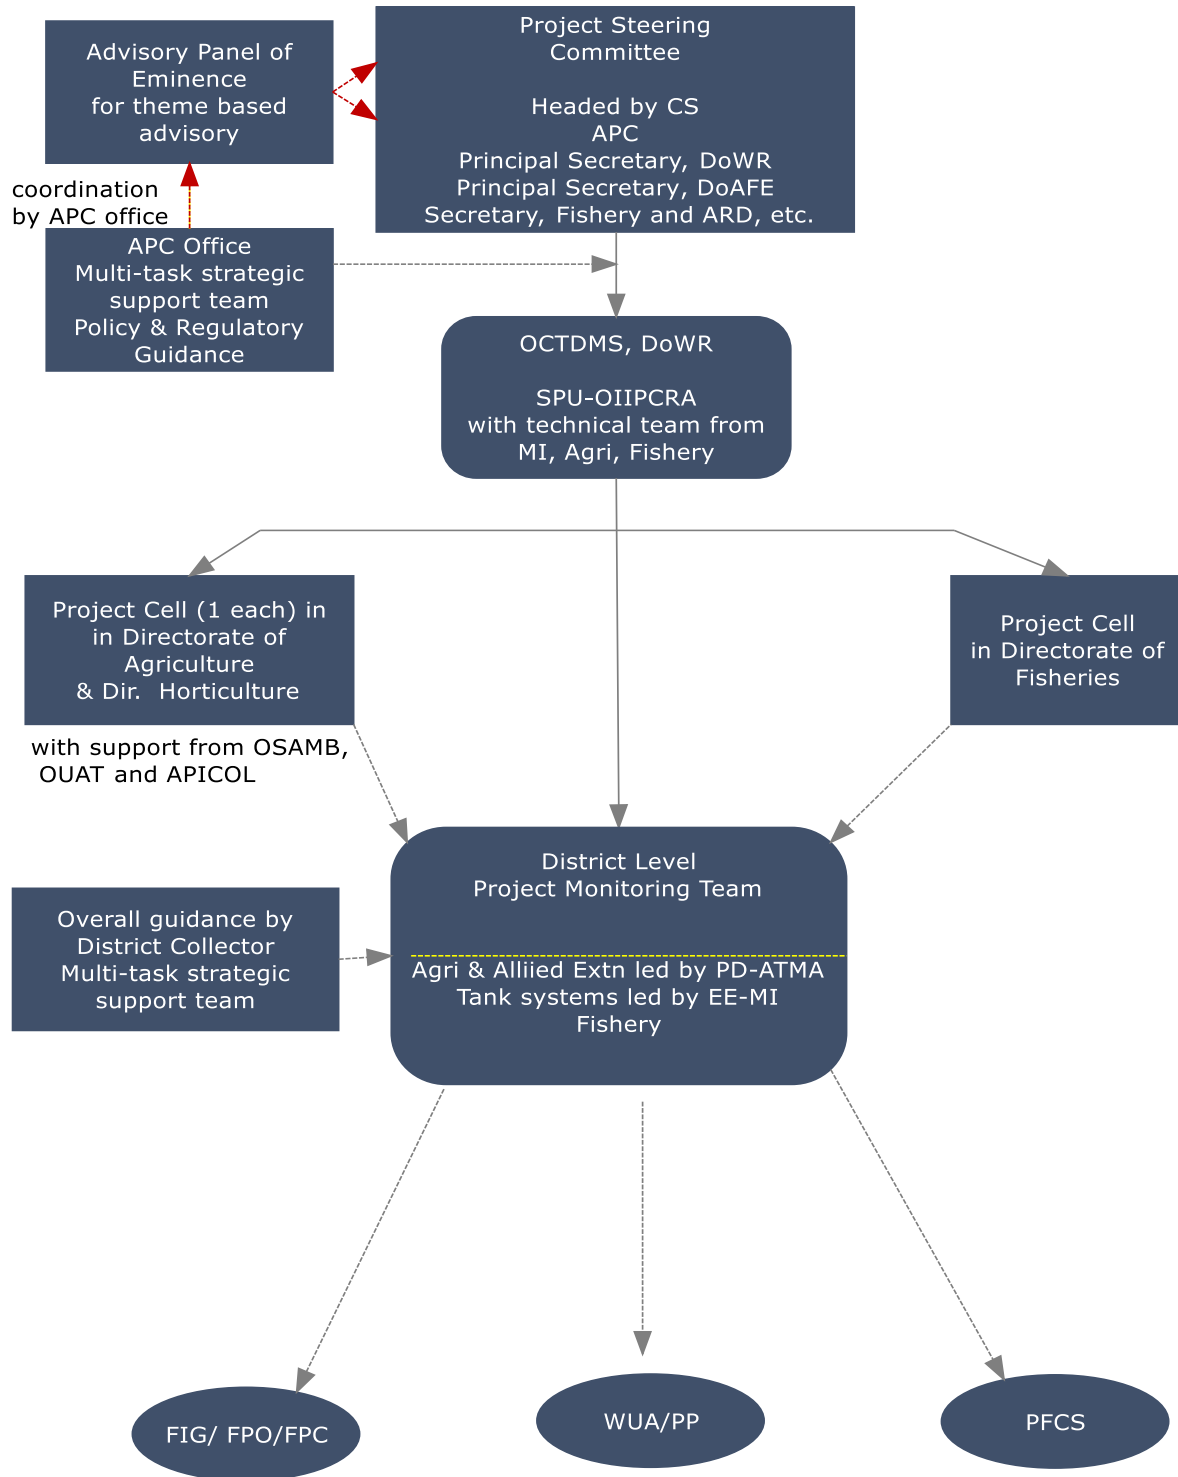 Advisory Panel of
Eminence
for theme based
advisory
Project Steering
Committee
Headed by CS
APC
Principal Secretary, DoWR
Principal Secretary, DoAFE
Secretary, Fishery and ARD, etc.
coordination
by APC office
APC Office
Multi-task strategic
support team
Policy & Regulatory
Guidance
OCTDMS, DoWR
SPU-OIIPCRA
with technical team from
MI, Agri, Fishery
Project Cell (1 each) in
in Directorate of
Agriculture
& Dir. Horticulture
Project Cell
in Directorate of
Fisheries
with support from OSAMB,
OUAT and APICOL
District Level
Project Monitoring Team
Overall guidance by
District Collector
Multi-task strategic
support team
Agri & Alliied Extn led by PD-ATMA
Tank systems led by EE-MI
Fishery
FIG/ FPO/FPC
WUA/PP
PFCS